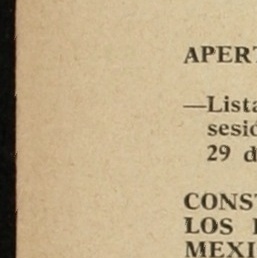 APERT
—Lista
sesió
29 d
CONST
LOS
MEXI